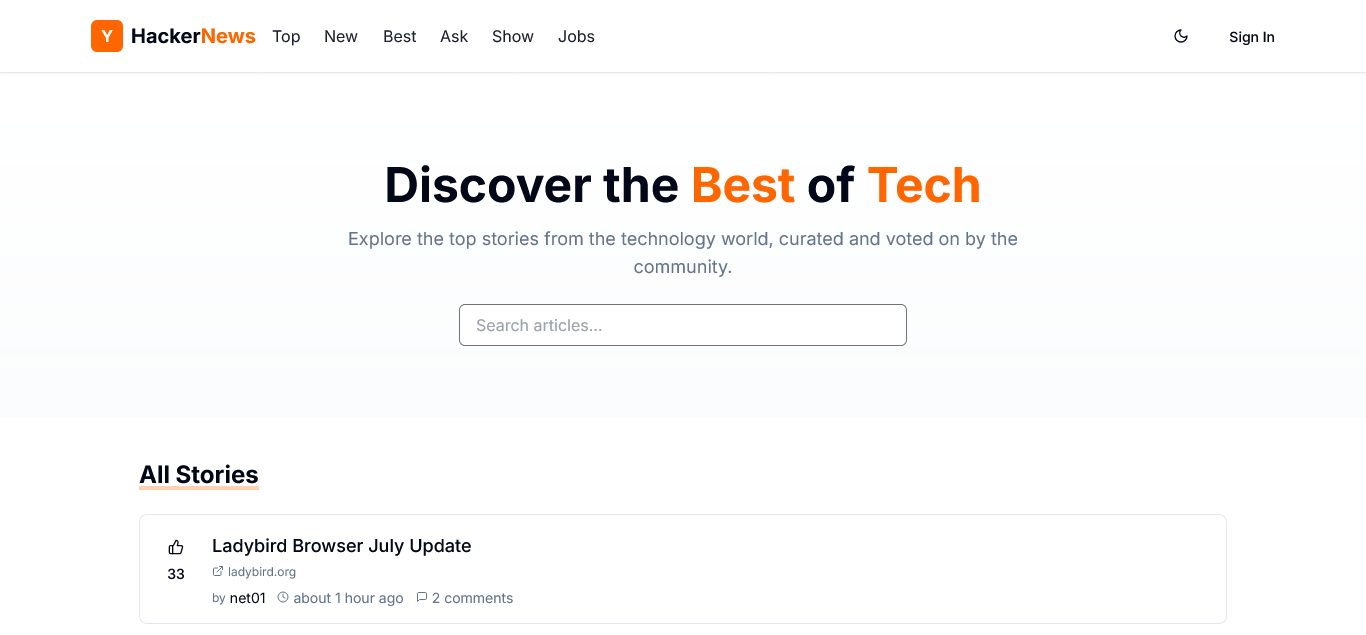 Y HackerNews Top New Best Ask Show Jobs Sign In
Discover the Best of Tech
Explore the top stories from the technology world, curated and voted on by the
community.
Search articles...
All Stories
Ladybird Browser July Update
ladybird.org
33
by net01 about 1 hour ago 2 comments